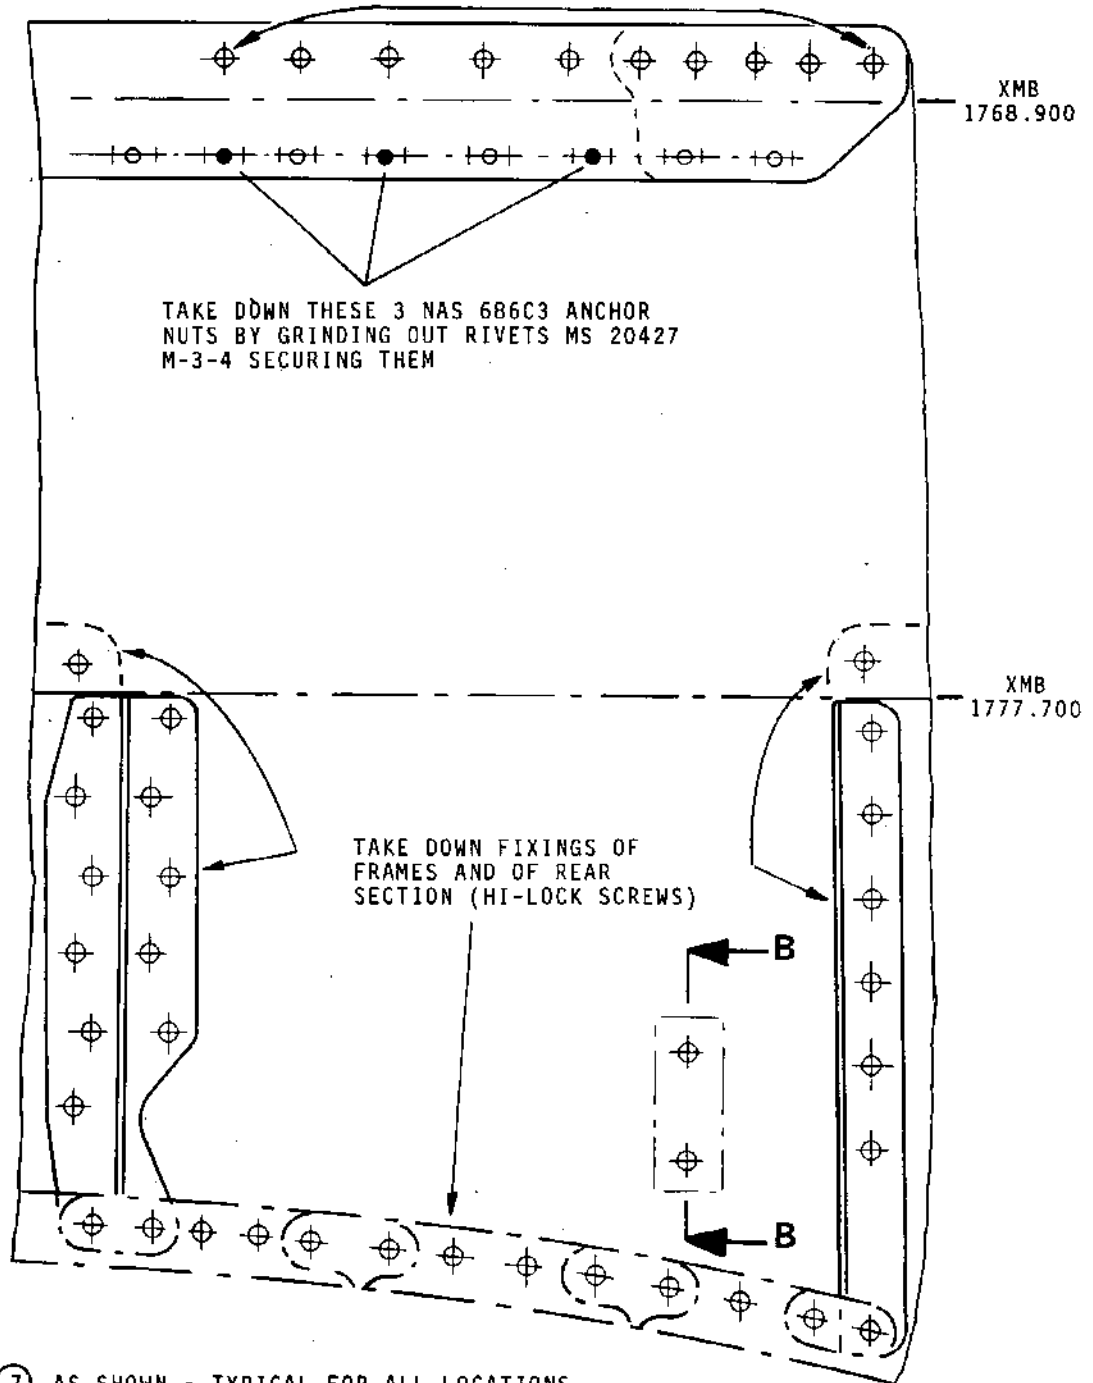 XMB
1768.900
TAKE DOWN THESE 3 NAS 686C3 ANCHOR
NUTS BY GRINDING OUT RIVETS MS 20427
M-3-4 SECURING THEM
XMB
1777.700
TAKE DOWN FIXINGS OF
FRAMES AND OF REAR
SECTION (HI-LOCK SCREWS)
B
B
7 AS SHOWN - TYPICAL FOR ALL LOCATIONS